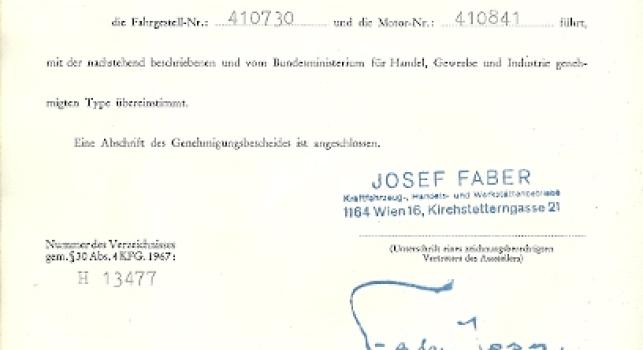 die Fahrgestell-Nr.: 410730 und die Motor-Nr.: 410841 führt,
mit der nachstehend beschriebenen und vom Bundesministerium für Handel, Gewerbe und Industrie geneh-
migten Type übereinstimmt.
Eine Abschrift des Genehmigungsbescheides ist angeschlossen.
JOSEF FABER
Kraftfahrzeug-, Handels- und Werkstättenbetriebe
1164 Wien 16, Kirchstetterngasse 21
Nummer des Verzeichnisses
gem. § 30 Abs. 4 KFG. 1967:
H 13477
(Unterschrift eines zeichnungsberechtigten
Vertreters des Ausstellers)